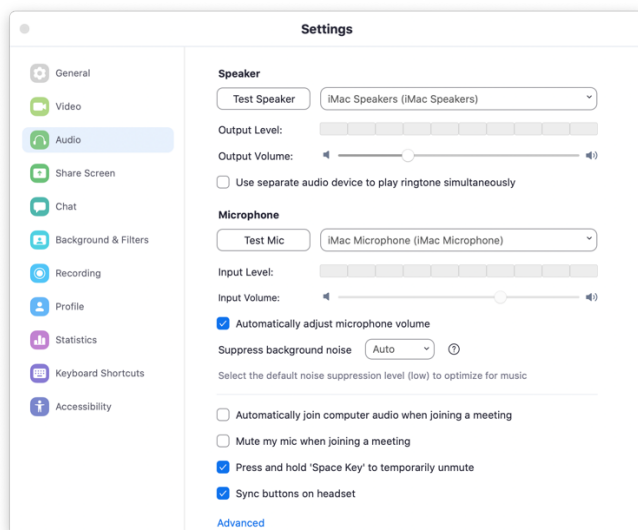 Settings
General
Video
Audio
Share Screen
Chat
Background & Filters
Recording
Profile
Statistics
Keyboard Shortcuts
Accessibility
Speaker
Test Speaker
iMac Speakers (iMac Speakers)
Output Level:
Output Volume:
Use separate audio device to play ringtone simultaneously
Microphone
Test Mic
iMac Microphone (iMac Microphone)
Input Level:
Input Volume:
Automatically adjust microphone volume
Suppress background noise
Auto
?
Select the default noise suppression level (low) to optimize for music
Automatically join computer audio when joining a meeting
Mute my mic when joining a meeting
Press and hold 'Space Key' to temporarily unmute
Sync buttons on headset
Advanced